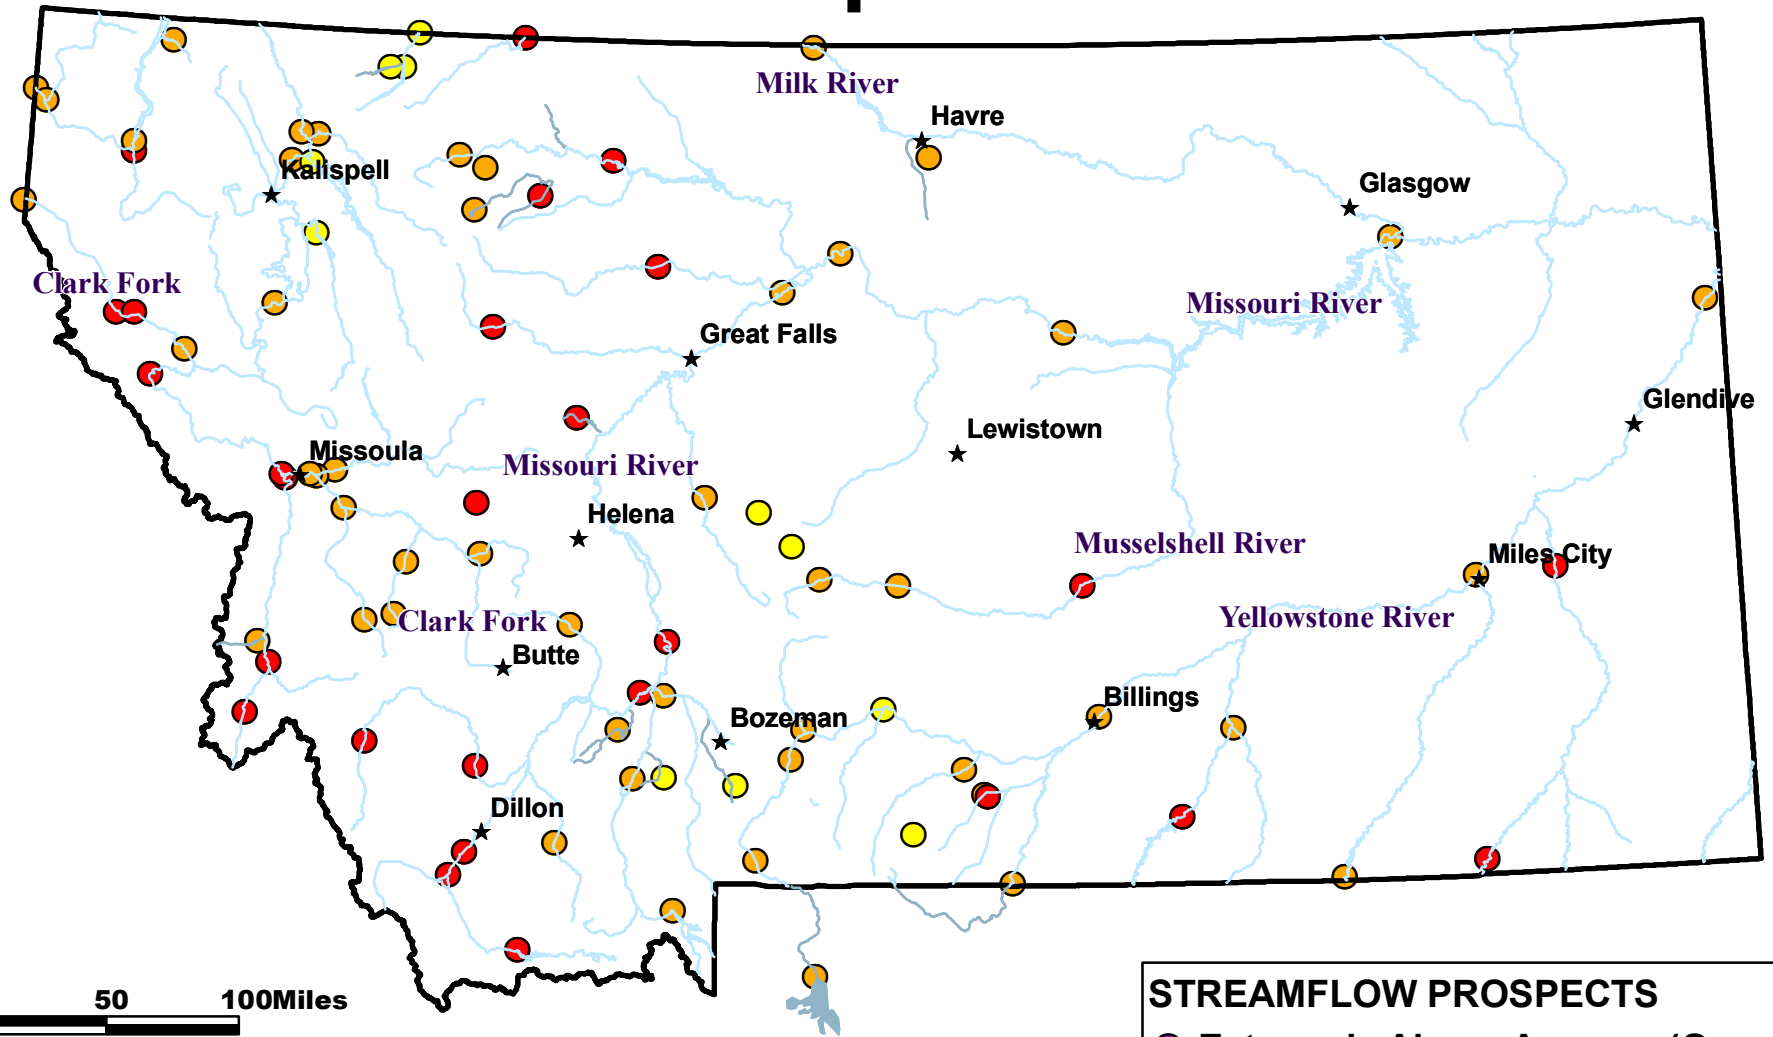 Milk River
Havre
Kalispell
Glasgow
Clark Fork
Missouri River
Great Falls
Glendive
Lewistown
Missoula
Missouri River
Helena
Musselshell River
Miles City
Yellowstone River
Clark Fork
Butte
Billings
Bozeman
Dillon
50 100Miles
STREAMFLOW PROSPECTS